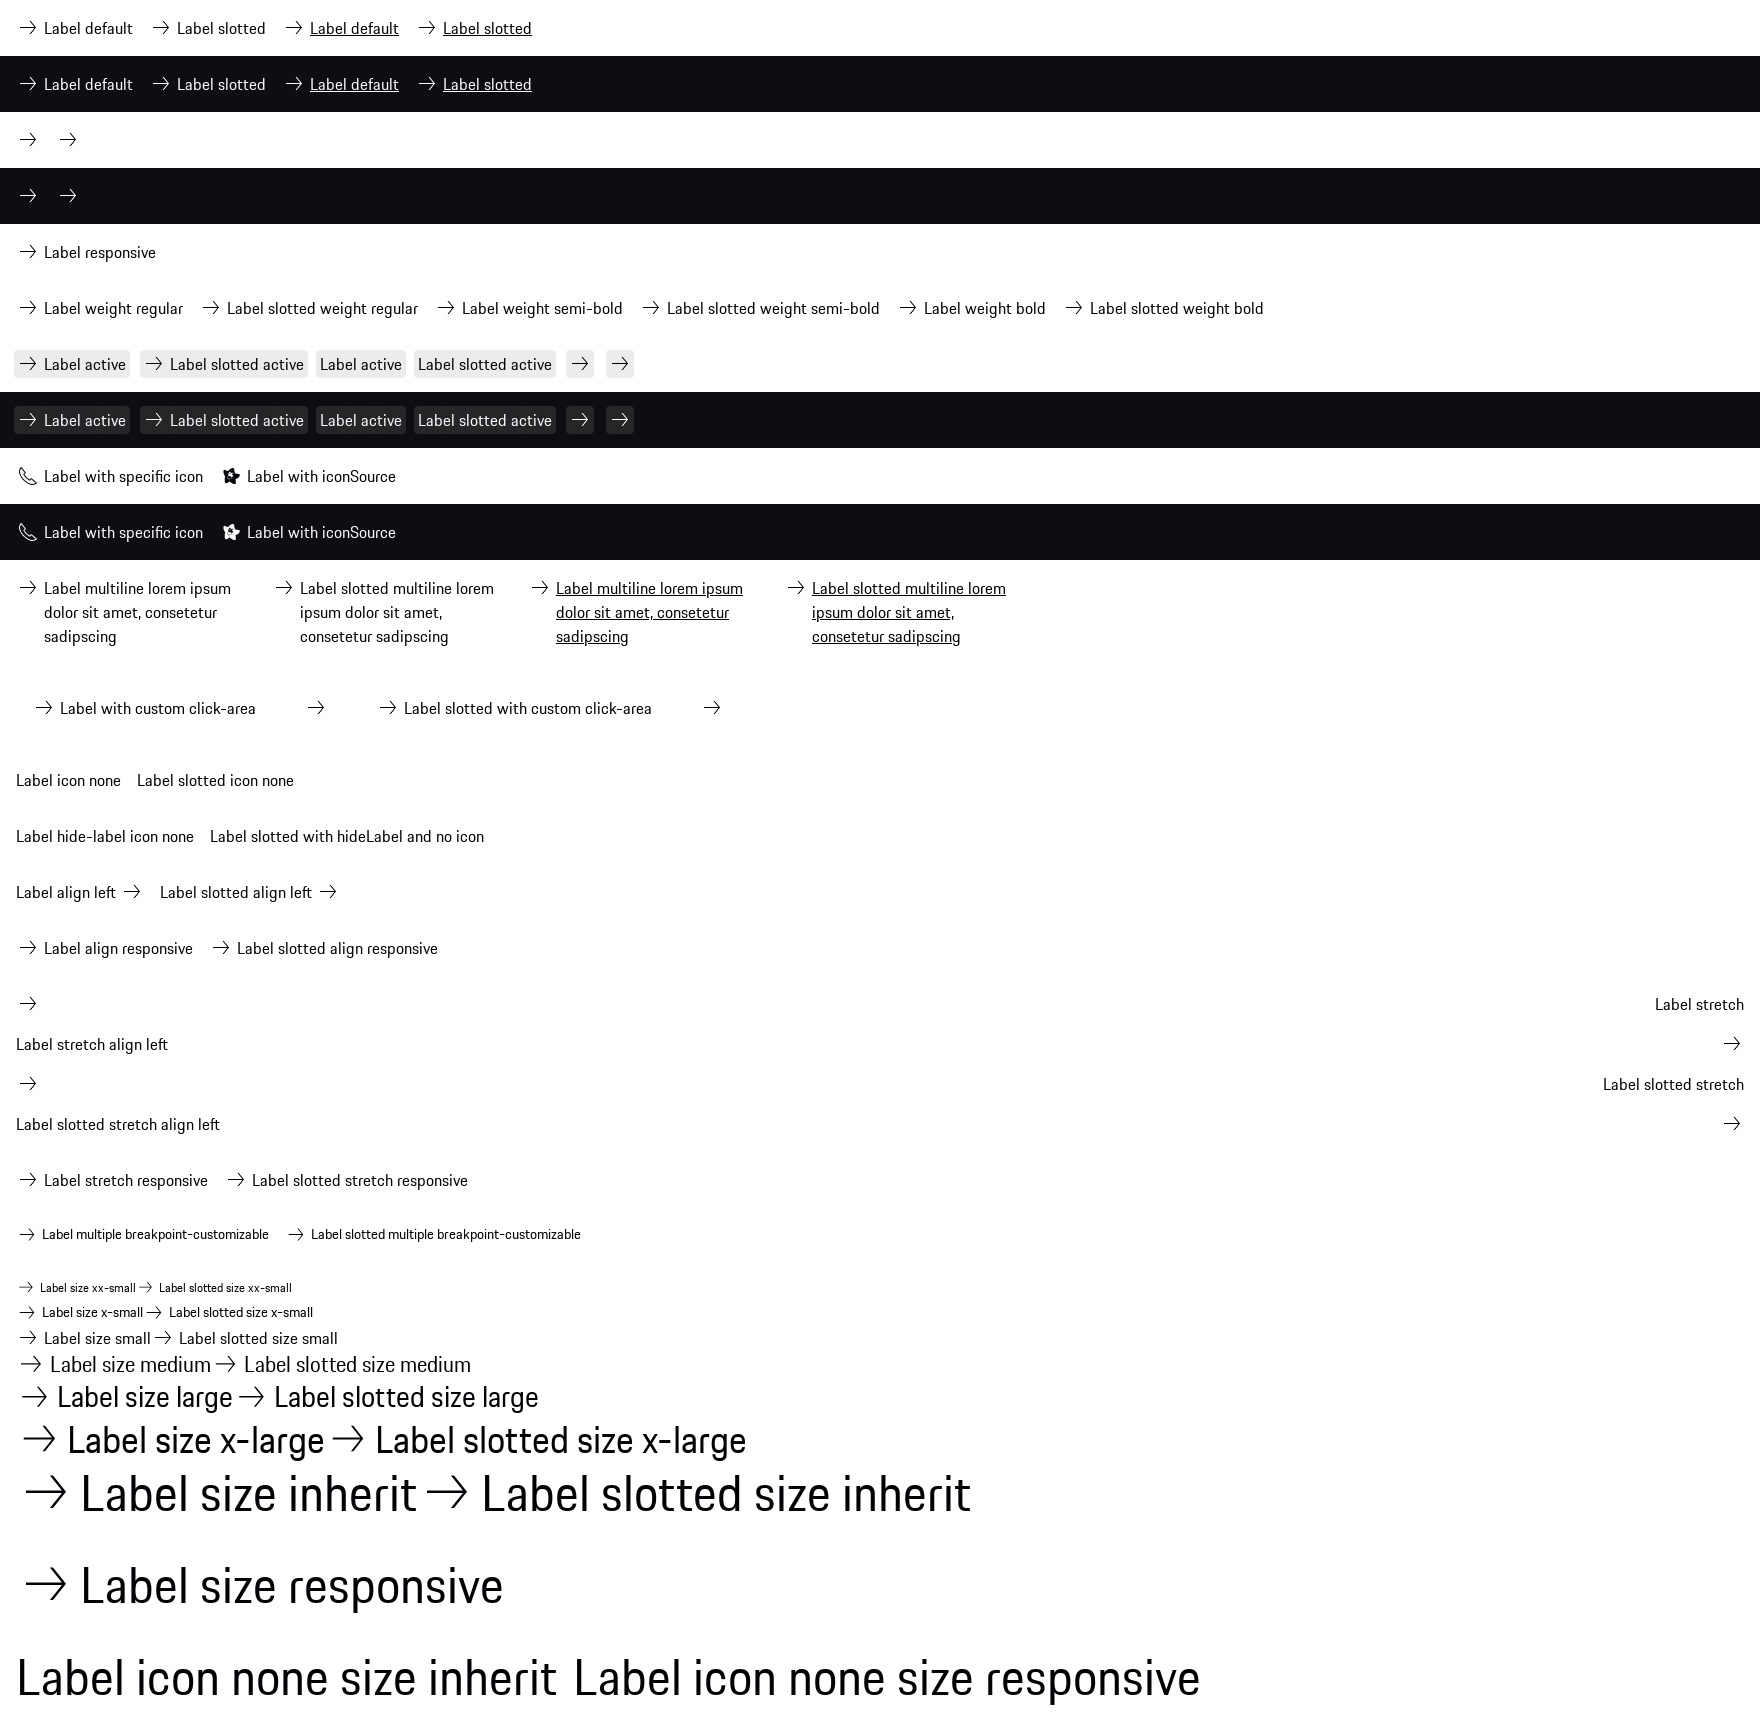 Label default Label slotted Label default Label slotted
Label default Label slotted Label default Label slotted
Label responsive
Label weight regular Label slotted weight regular Label weight semi-bold Label slotted weight semi-bold Label weight bold Label slotted weight bold
Label active Label slotted active Label active Label slotted active
Label active Label slotted active Label active Label slotted active
Label with specific icon Label with iconSource
Label with specific icon Label with iconSource
Label multiline lorem ipsum
dolor sit amet, consetetur
sadipscing
Label slotted multiline lorem
ipsum dolor sit amet,
consetetur sadipscing
Label multiline lorem ipsum
dolor sit amet, consetetur
sadipscing
Label slotted multiline lorem
ipsum dolor sit amet,
consetetur sadipscing
Label with custom click-area Label slotted with custom click-area
Label icon none Label slotted icon none
Label hide-label icon none Label slotted with hideLabel and no icon
Label align left Label slotted align left
Label align responsive Label slotted align responsive
Label stretch
Label stretch align left
Label slotted stretch
Label slotted stretch align left
Label stretch responsive Label slotted stretch responsive
Label multiple breakpoint-customizable Label slotted multiple breakpoint-customizable
Label size xx-small Label slotted size xx-small
Label size x-small Label slotted size x-small
Label size small Label slotted size small
Label size medium Label slotted size medium
Label size large Label slotted size large
Label size x-large Label slotted size x-large
Label size inherit Label slotted size inherit
Label size responsive
Label icon none size inherit Label icon none size responsive